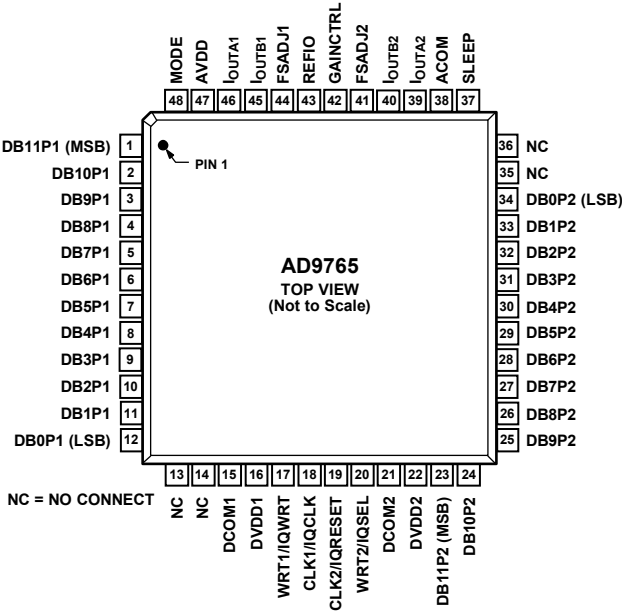 MODE
AVDD
IOUTA1
IOUTB1
FSADJ1
REFIO
GAINCTRL
FSADJ2
IOUTB2
IOUTA2
ACOM
SLEEP
48 47 46 45 44 43 42 41 40 39 38 37
DB11P1 (MSB) 1
DB10P1 2
DB9P1 3
DB8P1 4
DB7P1 5
DB6P1 6
DB5P1 7
DB4P1 8
DB3P1 9
DB2P1 10
DB1P1 11
DB0P1 (LSB) 12
PIN 1
AD9765
TOP VIEW
(Not to Scale)
36 NC
35 NC
34 DB0P2 (LSB)
33 DB1P2
32 DB2P2
31 DB3P2
30 DB4P2
29 DB5P2
28 DB6P2
27 DB7P2
26 DB8P2
25 DB9P2
13 14 15 16 17 18 19 20 21 22 23 24
NC
NC
DCOM1
DVDD1
WRT1/IQWRT
CLK1/IQCLK
CLK2/IQRESET
WRT2/IQSEL
DCOM2
DVDD2
DB11P2 (MSB)
DB10P2
NC = NO CONNECT